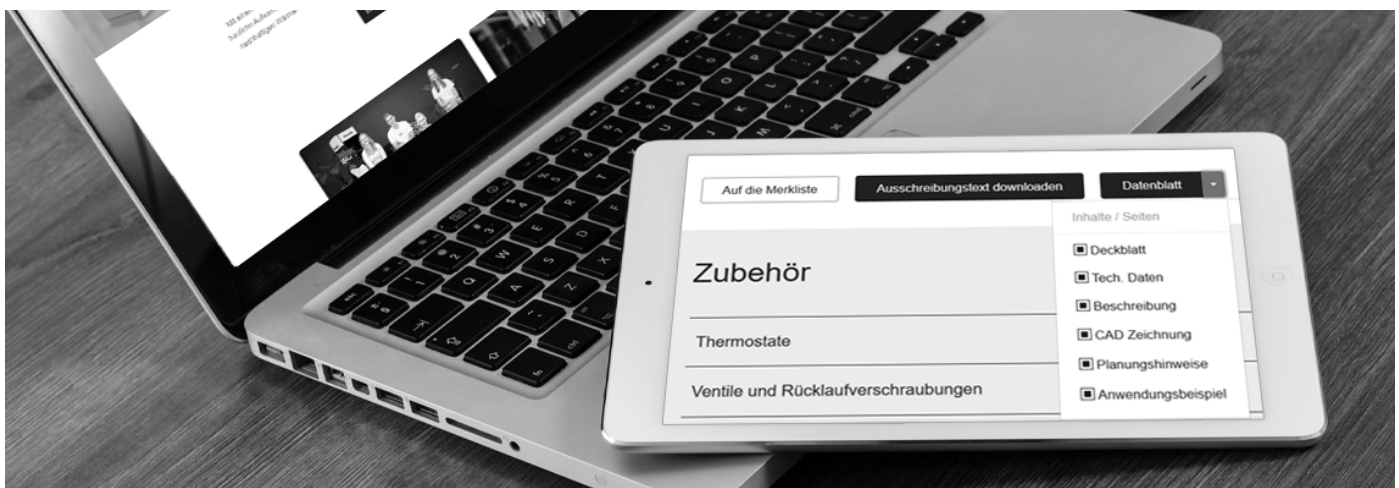 Auf die Merkliste
Ausschreibungstext downloaden
Datenblatt
Inhalte / Seiten
Deckblatt
Tech. Daten
Beschreibung
CAD Zeichnung
Planungshinweise
Anwendungsbeispiel
Zubehör
Thermostate
Ventile und Rücklaufverschraubungen